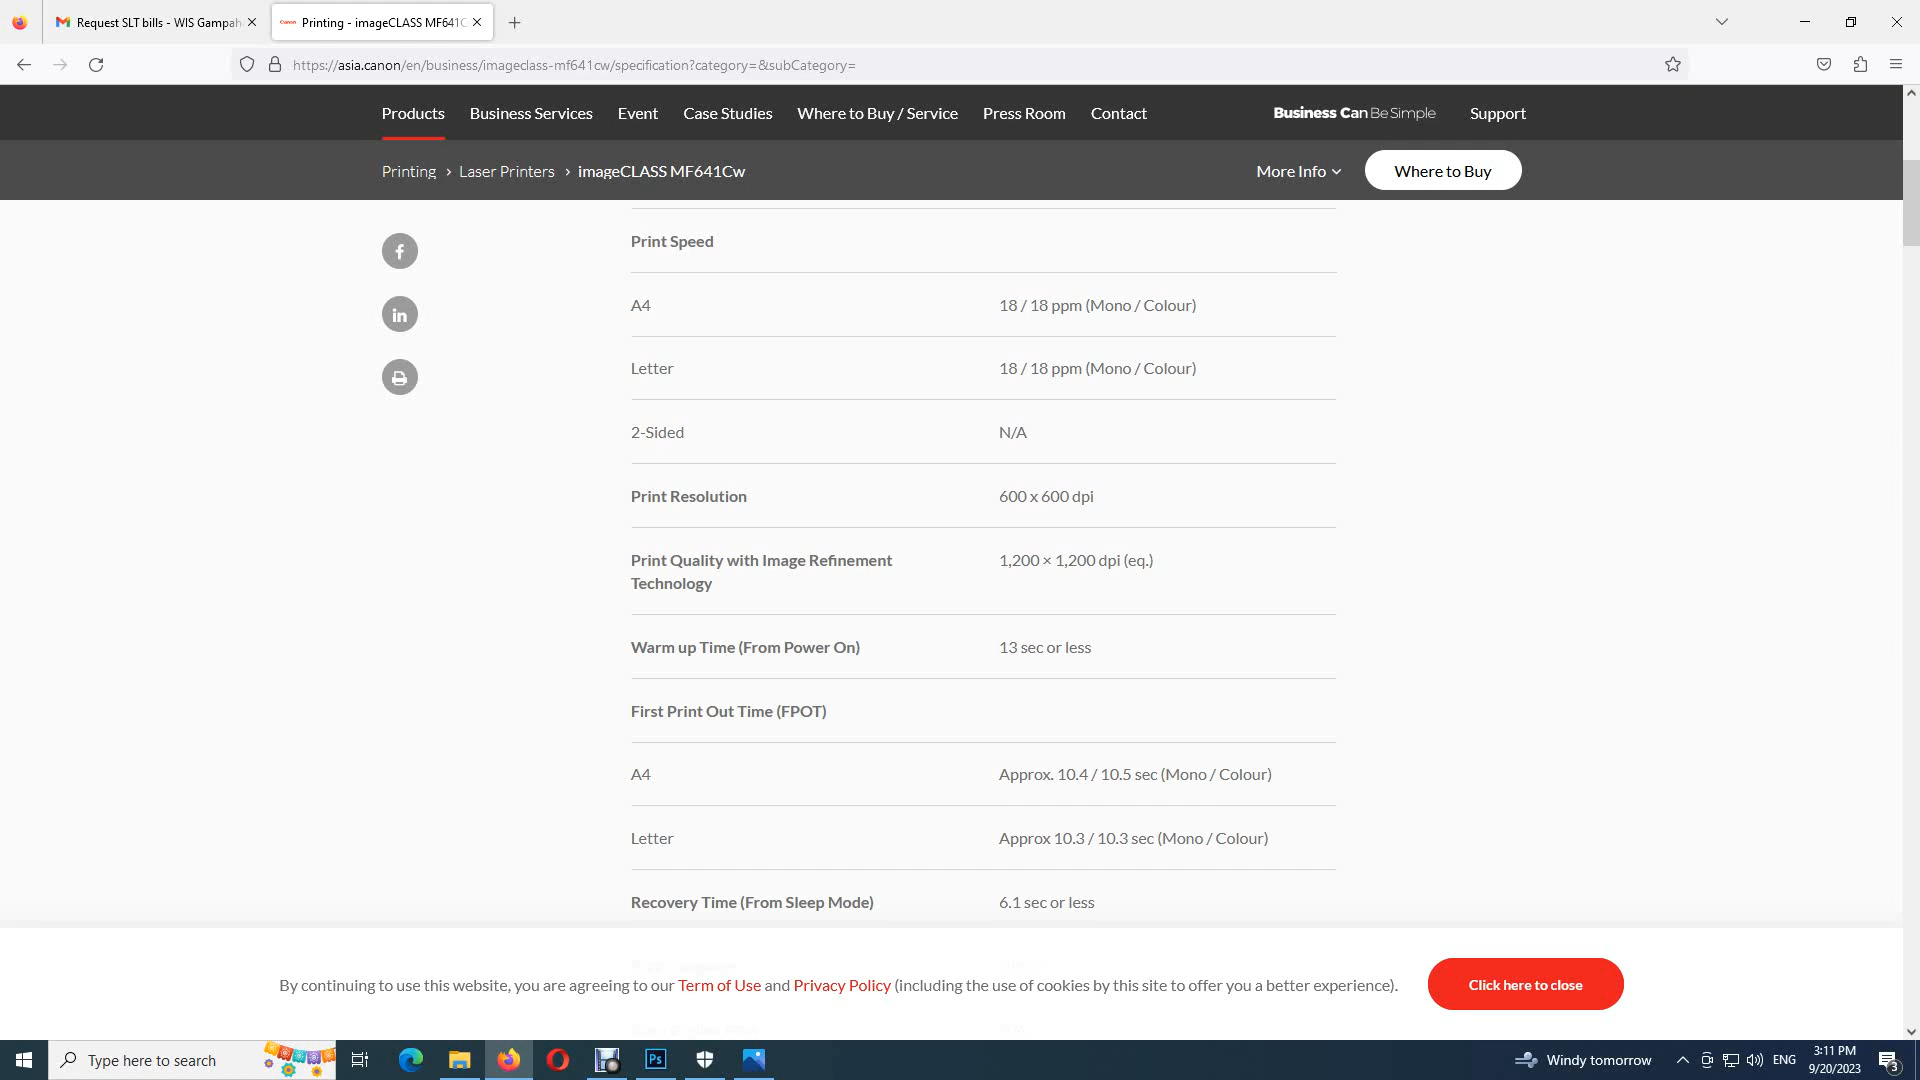 Request SLT bills - WIS Gampah
Canon Printing - imageCLASS MF641C
https://asia.canon/en/business/imageclass-mf641cw/specification?category=&subCategory=
Products Business Services Event Case Studies Where to Buy / Service Press Room Contact Business Can Be Simple Support
Printing › Laser Printers › imageCLASS MF641Cw More Info Where to Buy
Print Speed
A4 18 / 18 ppm (Mono / Colour)
Letter 18 / 18 ppm (Mono / Colour)
2-Sided N/A
Print Resolution 600 x 600 dpi
Print Quality with Image Refinement 1,200 × 1,200 dpi (eq.)
Technology
Warm up Time (From Power On) 13 sec or less
First Print Out Time (FPOT)
A4 Approx. 10.4 / 10.5 sec (Mono / Colour)
Letter Approx 10.3 / 10.3 sec (Mono / Colour)
Recovery Time (From Sleep Mode) 6.1 sec or less
By continuing to use this website, you are agreeing to our Term of Use and Privacy Policy (including the use of cookies by this site to offer you a better experience). Click here to close
Type here to search Ps Windy tomorrow ENG 3:11 PM
9/20/2023 3